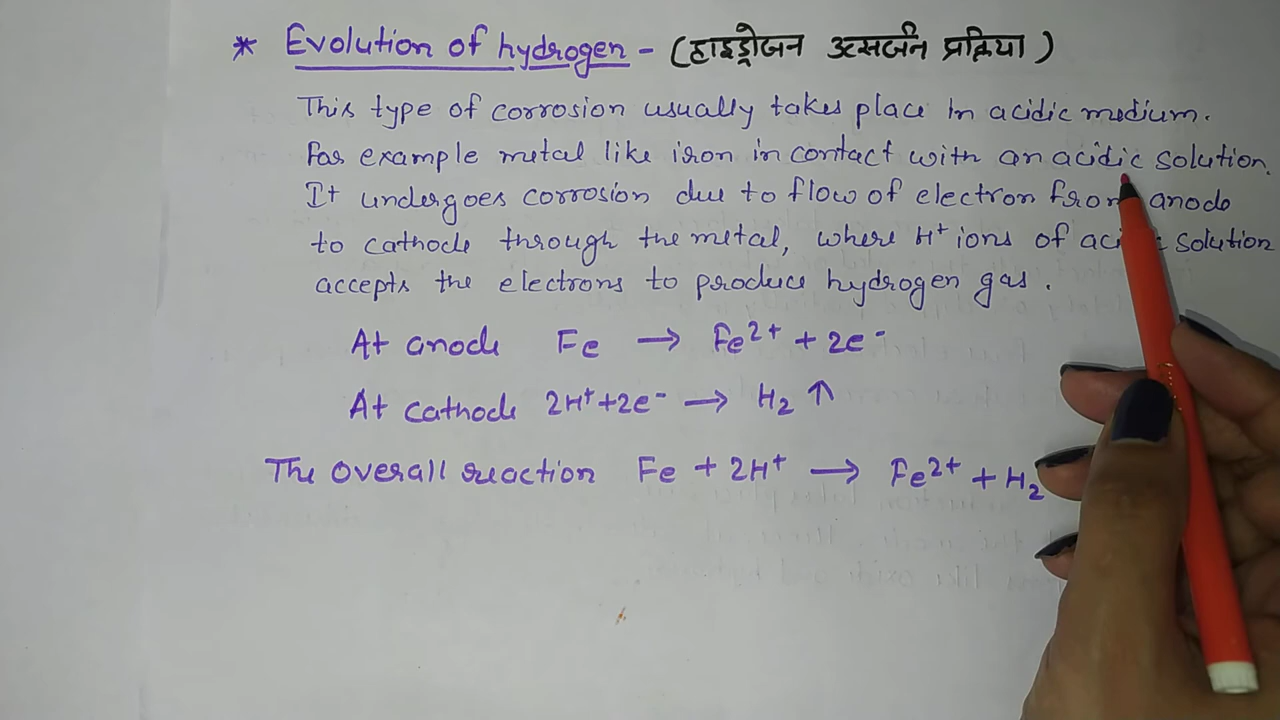 * Evolution of hydrogen - (हाइड्रोजन उत्सर्जन प्रक्रिया)
This type of corrosion usually takes place in acidic medium.
For example metal like iron in contact with an acidic solution.
It undergoes corrosion due to flow of electron from anode
to cathode through the metal, where H⁺ ions of acidic solution
accepts the electrons to produce hydrogen gas.
At anode Fe → Fe²⁺ + 2e⁻
At cathode 2H⁺+2e⁻ → H₂ ↑
The overall reaction Fe + 2H⁺ → Fe²⁺ + H₂